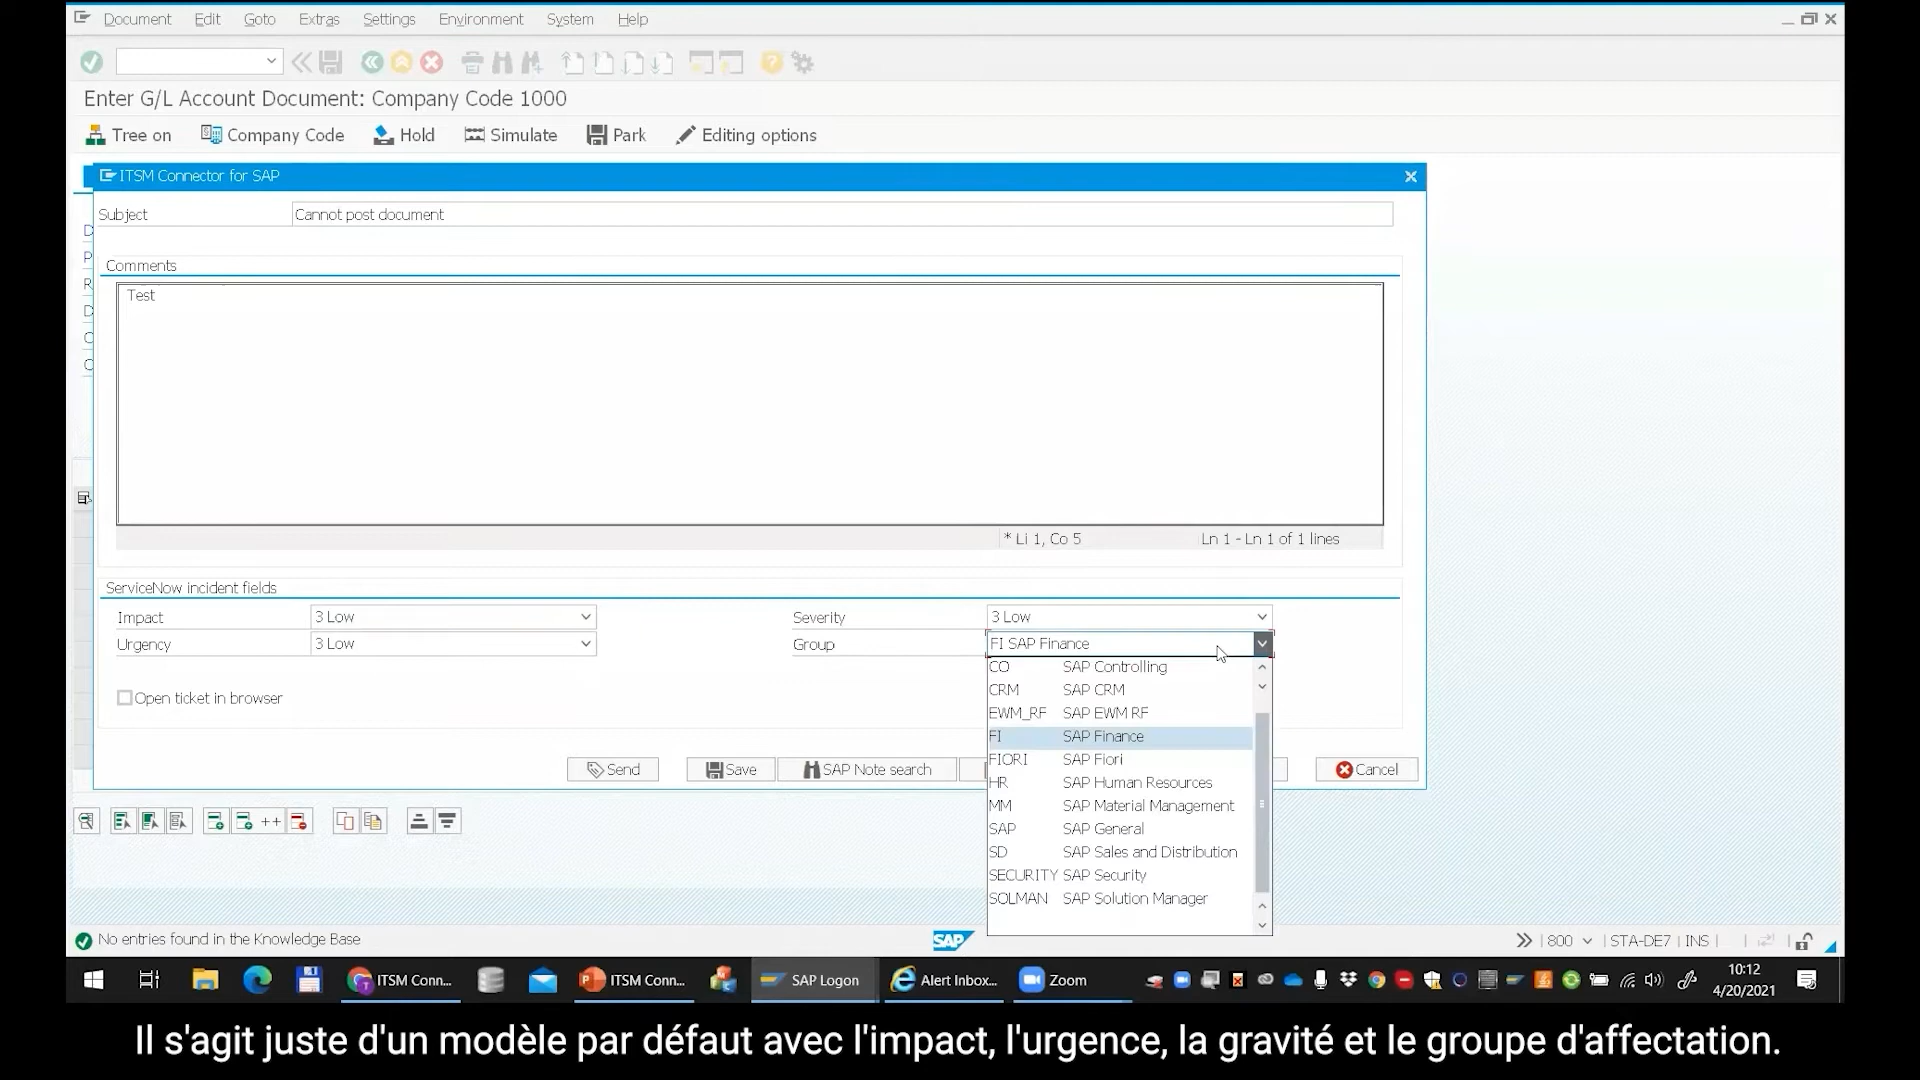 Document Edit Goto Extras Settings Environment System Help
Enter G/L Account Document: Company Code 1000
Tree on Company Code Hold Simulate Park Editing options
ITSM Connector for SAP
Subject Cannot post document
D
P
R
D
C
C
Comments
Test
* Li 1, Co 5 Ln 1 - Ln 1 of 1 lines
ServiceNow incident fields
Impact 3 Low Severity 3 Low
Urgency 3 Low Group FI SAP Finance
CO SAP Controlling
CRM SAP CRM
EWM_RF SAP EWM RF
FI SAP Finance
FIORI SAP Fiori
HR SAP Human Resources
MM SAP Material Management
SAP SAP General
SD SAP Sales and Distribution
SECURITY SAP Security
SOLMAN SAP Solution Manager
Open ticket in browser
Send Save SAP Note search Cancel
No entries found in the Knowledge Base SAP 800 STA-DE7 INS
ITSM Conn... ITSM Conn... SAP Logon Alert Inbox... Zoom 10:12
4/20/2021
Il s'agit juste d'un modèle par défaut avec l'impact, l'urgence, la gravité et le groupe d'affectation.